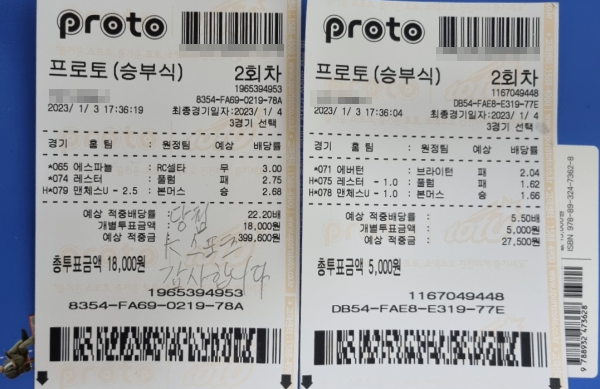 proto
프로토(승부식) 2회차
1965394953
8354-FA69-0219-78A
2023/ 1/ 3 17:36:19 최종경기일자:2023/ 1/ 4
3경기 선택
경기 홈 팀 : 원정팀 예상 배당률
*065 에스파뇰 : RC셀타 무 3.00
*074 레스터 : 풀럼 패 2.75
H*079 맨체스U - 2.5 : 본머스 승 2.68
예상 적중배당률 22.20배
개별투표금액 18,000원
예상 적중금 399,600원
당첨
K스포츠
감사합니다
총투표금액 18,000원
1965394953
8354-FA69-0219-78A
proto
프로토(승부식) 2회차
1167049448
DB54-FAE8-E319-77E
2023/ 1/ 3 17:36:04 최종경기일자:2023/ 1/ 4
3경기 선택
경기 홈 팀 : 원정팀 예상 배당률
*071 에버턴 : 브라이턴 패 2.04
H*075 레스터 - 1.0 : 풀럼 패 1.62
H*078 맨체스U - 1.0 : 본머스 승 1.66
예상 적중배당률 5.50배
개별투표금액 5,000원
예상 적중금 27,500원
총투표금액 5,000원
1167049448
DB54-FAE8-E319-77E
ISBN 978-89-324-7362-8
9 788932 473628